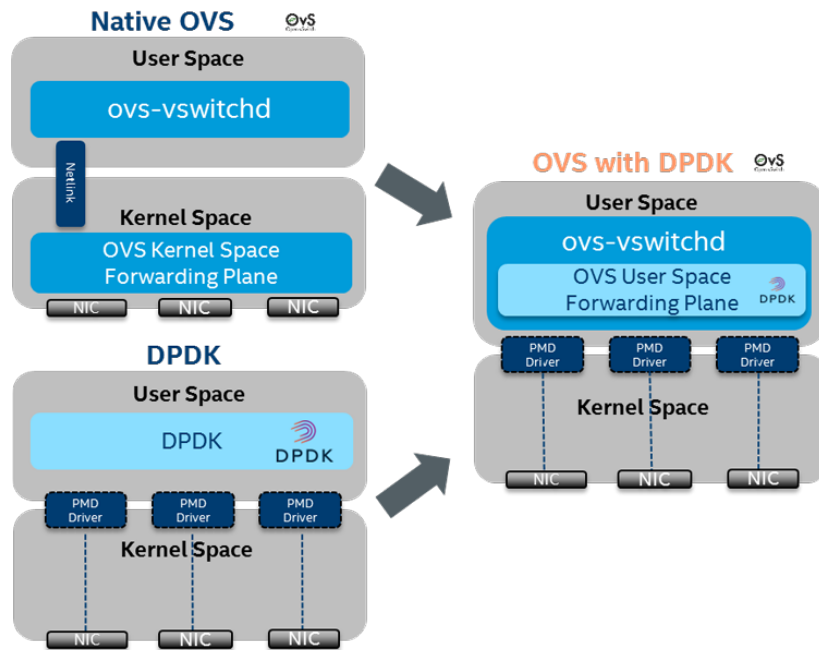 Native OVS
OvS
User Space
ovs-vswitchd
Netlink
Kernel Space
OVS Kernel Space
Forwarding Plane
NIC
NIC
NIC
DPDK
User Space
DPDK
DPDK
PMD
Driver
PMD
Driver
PMD
Driver
Kernel Space
NIC
NIC
NIC
OVS with DPDK
OvS
User Space
ovs-vswitchd
OVS User Space
Forwarding Plane
DPDK
PMD
Driver
PMD
Driver
PMD
Driver
Kernel Space
NIC
NIC
NIC